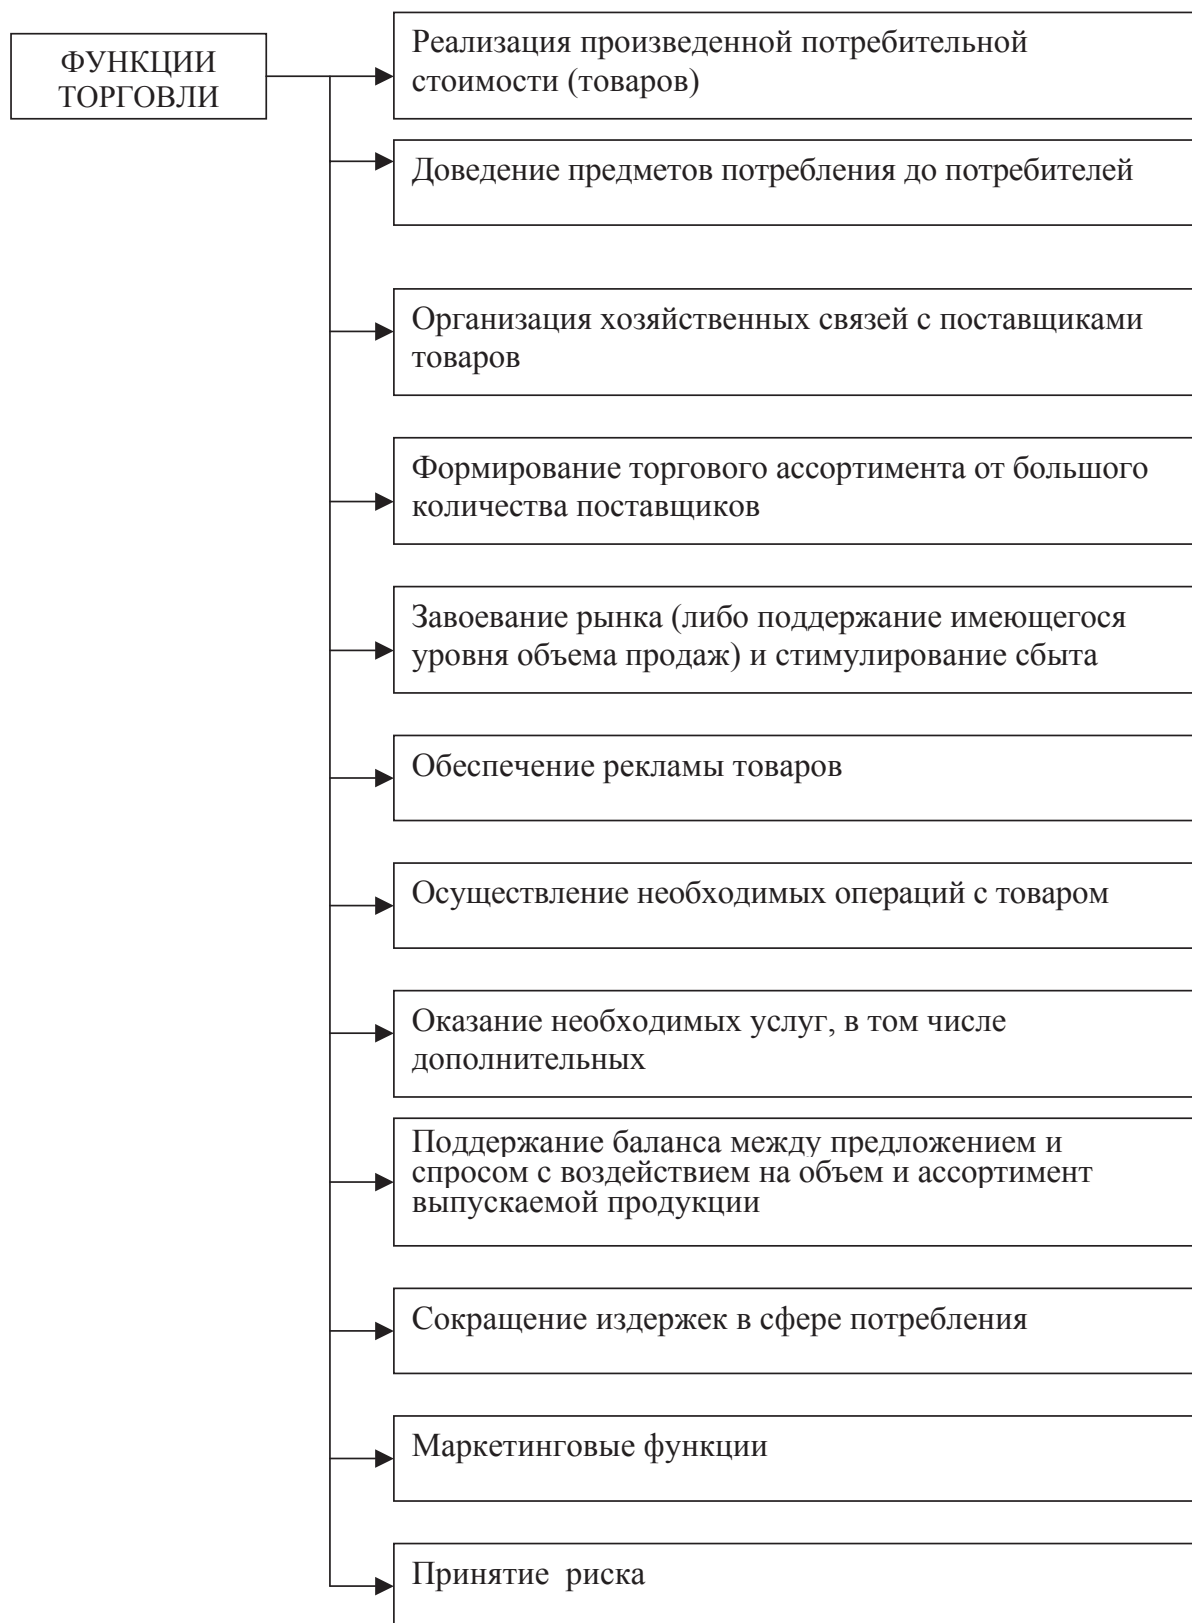 ФУНКЦИИ
ТОРГОВЛИ
Реализация произведенной потребительной
стоимости (товаров)
Доведение предметов потребления до потребителей
Организация хозяйственных связей с поставщиками
товаров
Формирование торгового ассортимента от большого
количества поставщиков
Завоевание рынка (либо поддержание имеющегося
уровня объема продаж) и стимулирование сбыта
Обеспечение рекламы товаров
Осуществление необходимых операций с товаром
Оказание необходимых услуг, в том числе
дополнительных
Поддержание баланса между предложением и
спросом с воздействием на объем и ассортимент
выпускаемой продукции
Сокращение издержек в сфере потребления
Маркетинговые функции
Принятие риска